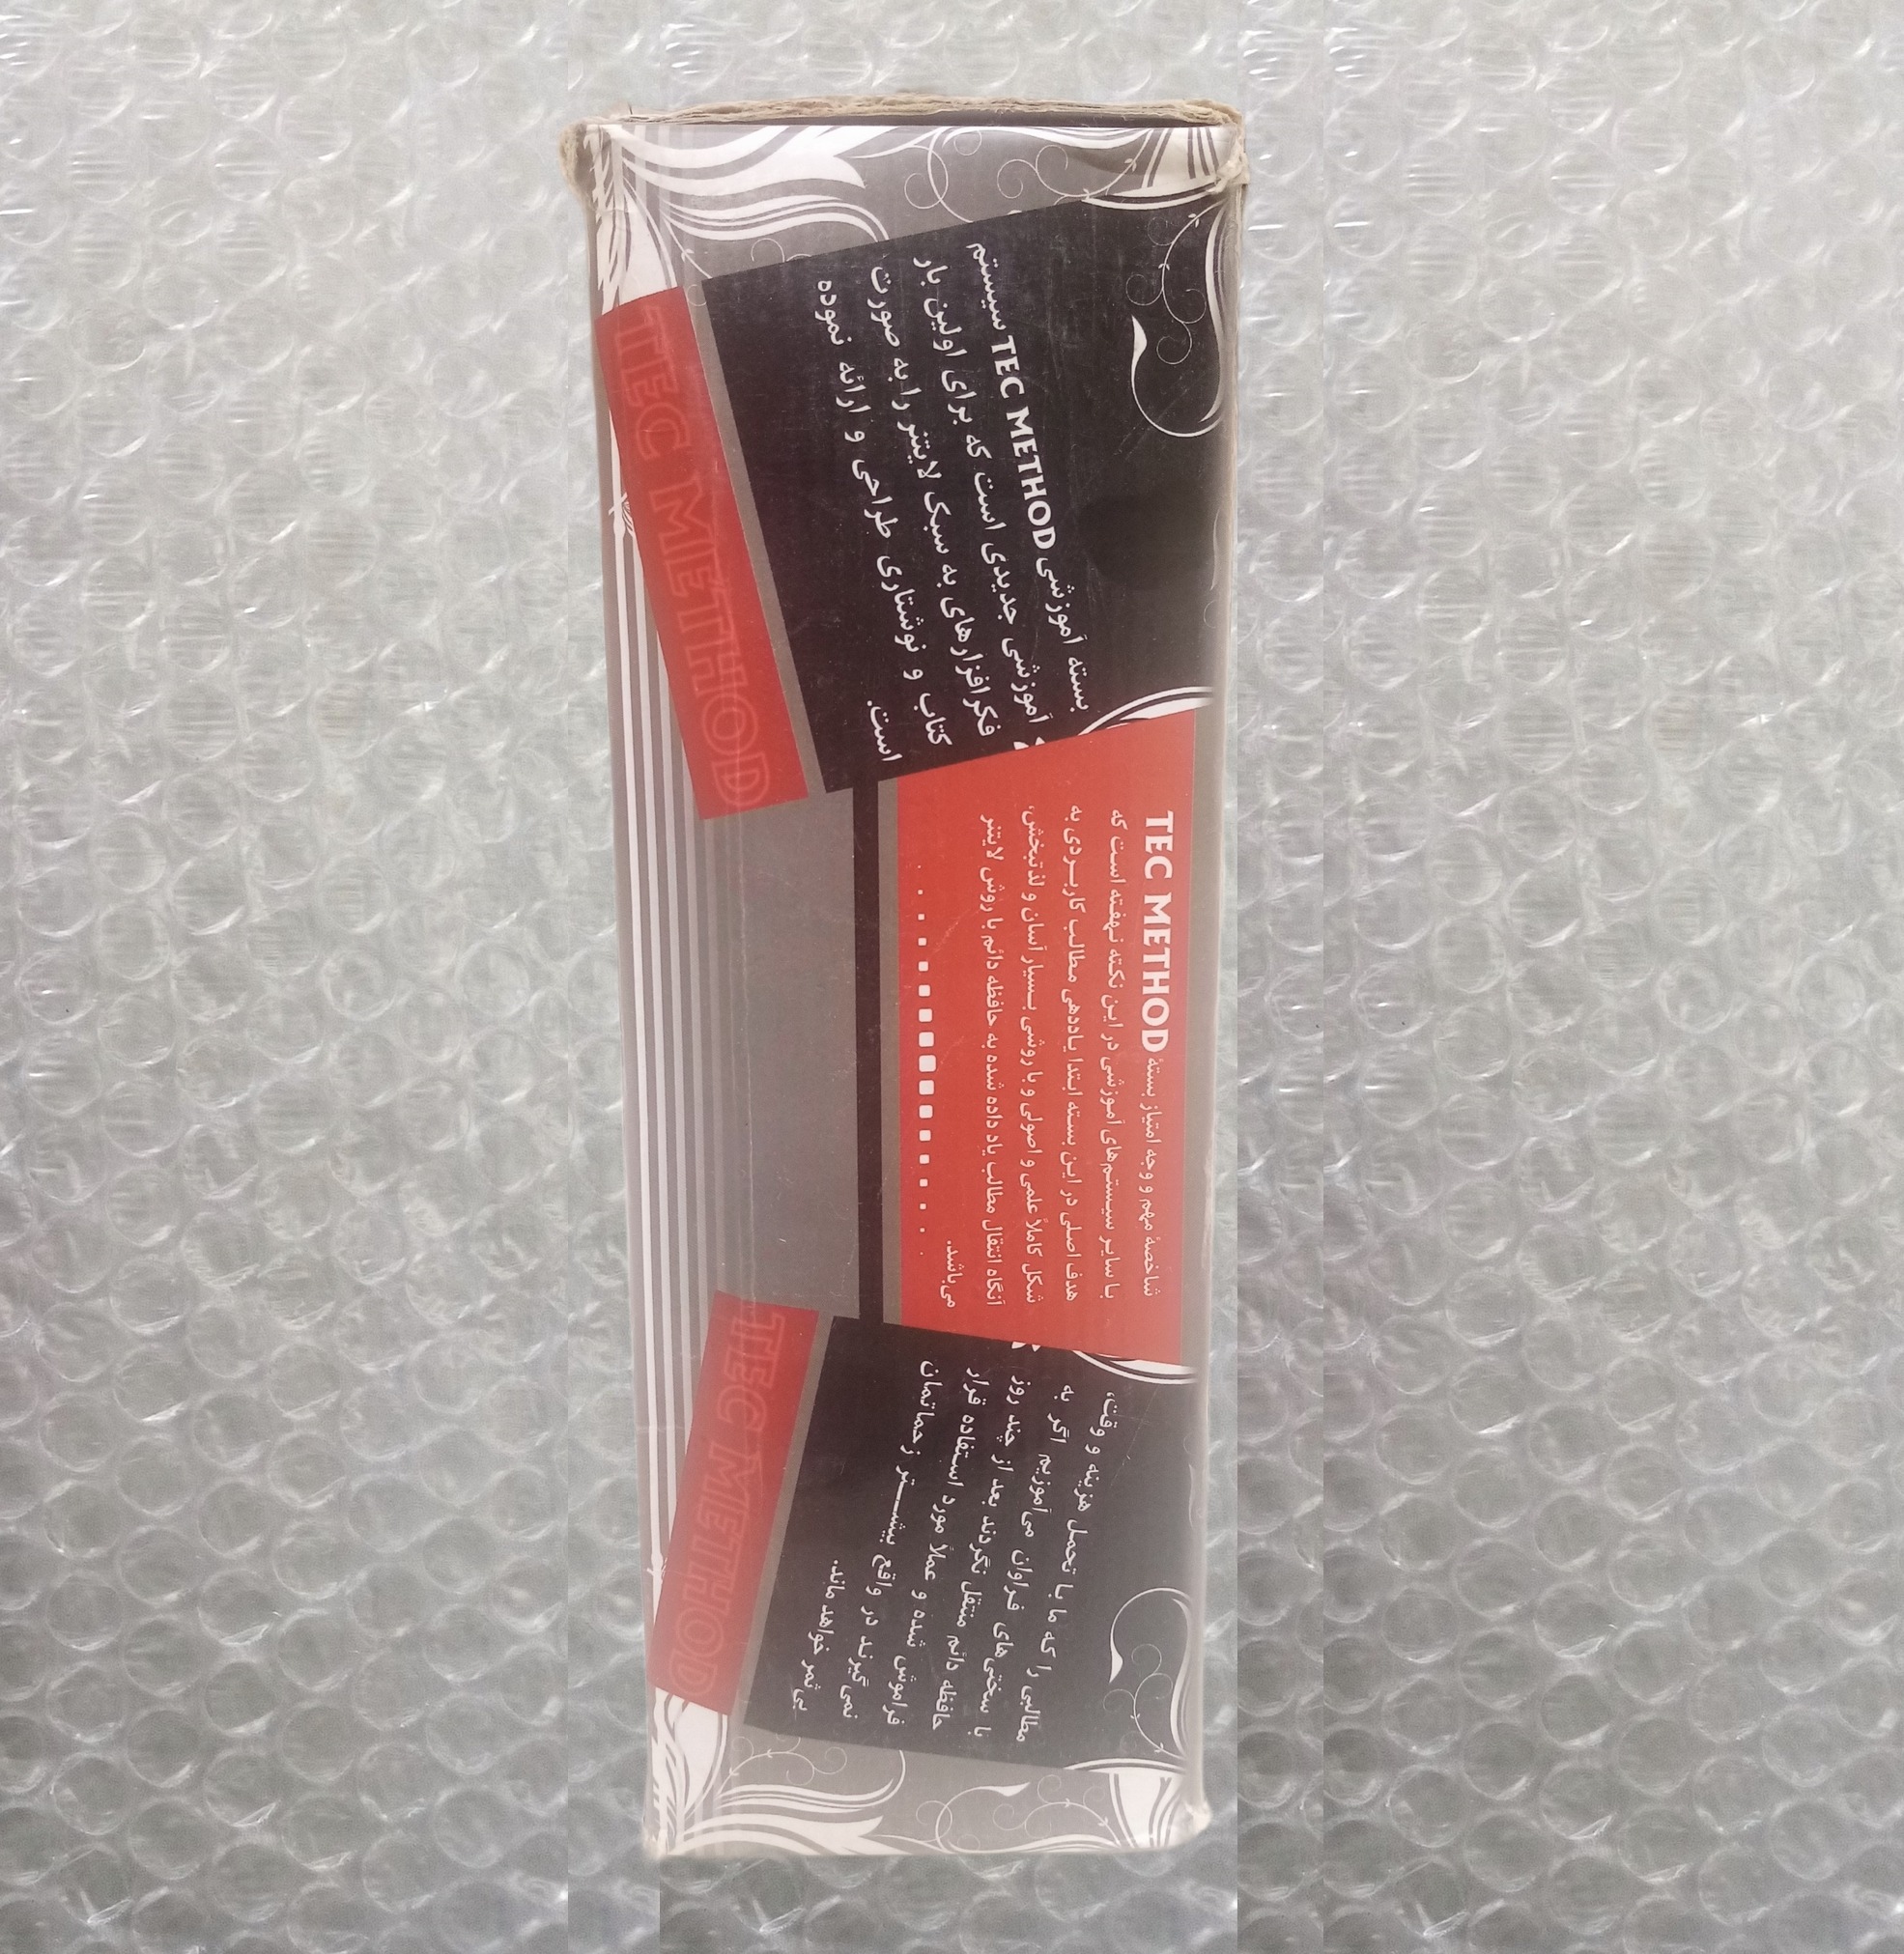 مطالبی را که ما با تحمل هزینه و وقت،
با سختی‌های فراوان می‌آموزیم اگر به
حافظه دائم منتقل نگردند بعد از چند روز
فراموش شده و عملاً مورد استفاده قرار
نمی‌گیرند در واقع بیشـــتر زحماتمان
بی‌ثمر خواهد ماند.
TEC METHOD
شاخصهٔ مهم و وجه امتیاز بستهٔ TEC METHOD
با سایر سیستم‌های آموزشی در این نکته نهفته است که
هدف اصلی در این بسته ابتدا یاددهی مطالب کاربـردی به
شکل کاملاً علمی و اصولی و با روشی بسیار آسان و لذتبخش،
آنگاه انتقال مطالب یاد داده شده به حافظه دائم با روش لایتنر
می‌باشد.
بسته آموزشی TEC METHOD سیستم
آموزشی جدیدی است که برای اولین بار
فکرافزارهای به سبک لایتنر را به صورت
کتاب و نوشتاری طراحی و ارائه نموده
است.
TEC METHOD